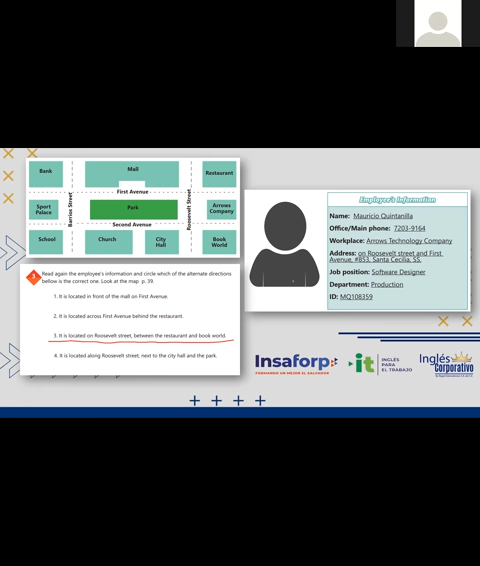 Bank
Mall
Restaurant
First Avenue
Sport
Palace
Barrios Street
Park
Roosevelt Street
Arrows
Company
Second Avenue
School
Church
City
Hall
Book
World
3
Read again the employee's information and circle which of the alternate directions
bellow is the correct one. Look at the map p. 39.
1. It is located in front of the mall on First Avenue.
2. It is located across First Avenue behind the restaurant.
3. It is located on Roosevelt street, between the restaurant and book world.
4. It is located along Roosevelt street, next to the city hall and the park.
Employee's Information
Name: Mauricio Quintanilla
Office/Main phone: 7203-9164
Workplace: Arrows Technology Company
Address: on Roosevelt street and First
Avenue, #853, Santa Cecilia, SS.
Job position: Software Designer
Department: Production
ID: MQ108359
Insaforp
FORMANDO UN MEJOR EL SALVADOR
it
INGLÉS
PARA
EL TRABAJO
Inglés
Corporativo